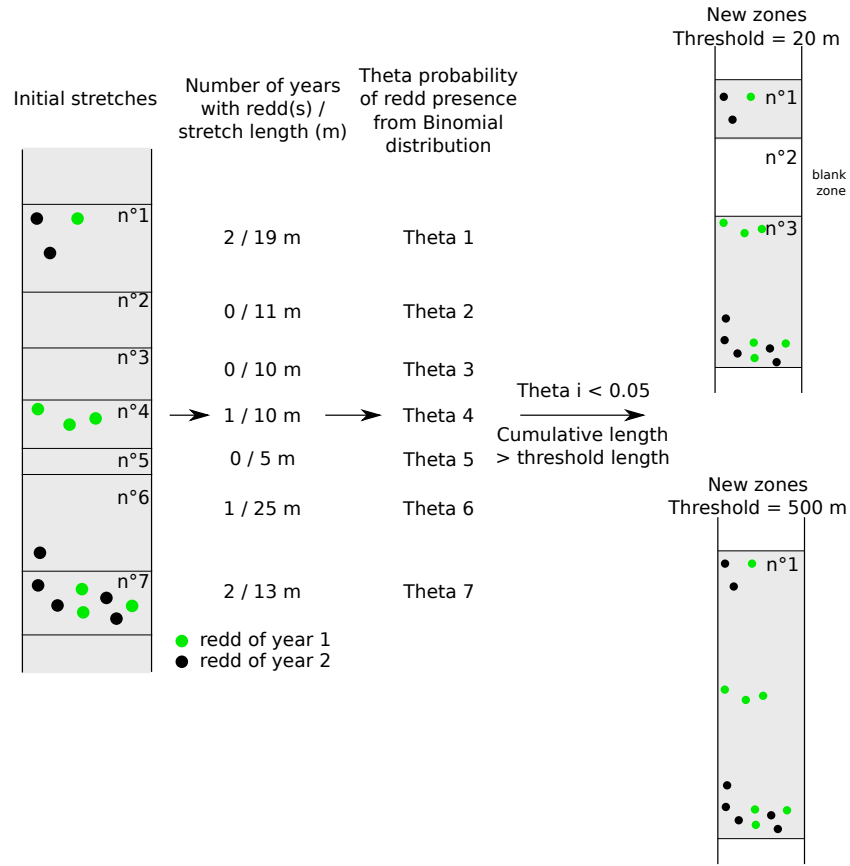 Initial stretches
Number of years
with redd(s) /
stretch length (m)
Theta probability
of redd presence
from Binomial
distribution
n°1
2 / 19 m
Theta 1
n°2
0 / 11 m
Theta 2
n°3
0 / 10 m
Theta 3
n°4
1 / 10 m
Theta 4
n°5
0 / 5 m
Theta 5
n°6
1 / 25 m
Theta 6
n°7
2 / 13 m
Theta 7
redd of year 1
redd of year 2
Theta i < 0.05
Cumulative length
> threshold length
New zones
Threshold = 20 m
n°1
n°2
blank
zone
n°3
New zones
Threshold = 500 m
n°1